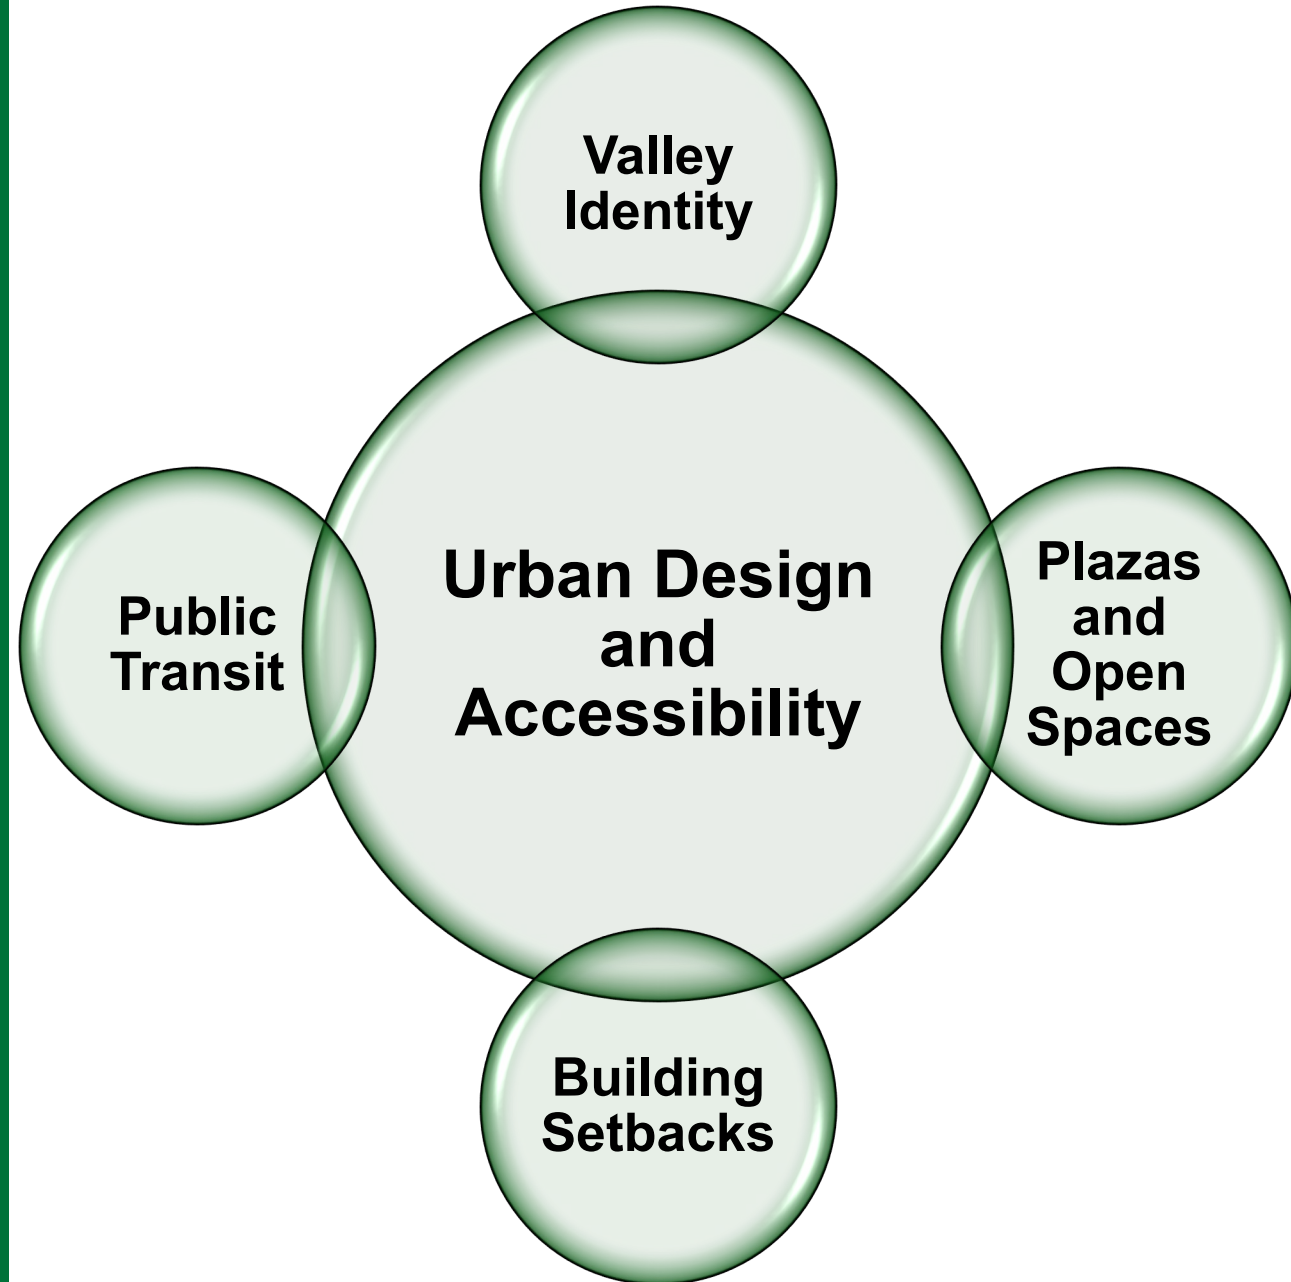 Valley
Identity
Urban Design
and
Accessibility
Public
Transit
Plazas
and
Open
Spaces
Building
Setbacks